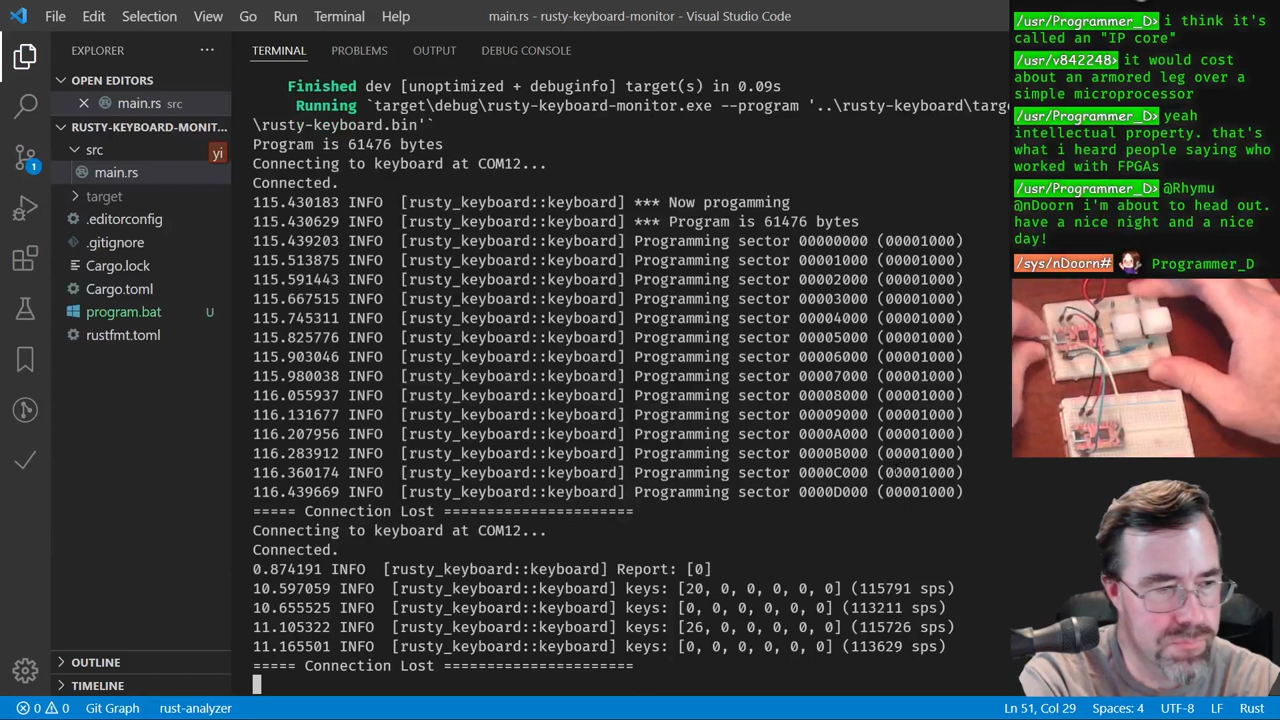 File Edit Selection View Go Run Terminal Help
main.rs - rusty-keyboard-monitor - Visual Studio Code
EXPLORER
OPEN EDITORS
main.rs src
RUSTY-KEYBOARD-MONIT...
src
yi
main.rs
target
.editorconfig
.gitignore
Cargo.lock
Cargo.toml
program.bat U
rustfmt.toml
OUTLINE
TIMELINE
1
TERMINAL PROBLEMS OUTPUT DEBUG CONSOLE
Finished dev [unoptimized + debuginfo] target(s) in 0.09s
Running `target\debug\rusty-keyboard-monitor.exe --program '..\rusty-keyboard\targe
\rusty-keyboard.bin'`
Program is 61476 bytes
Connecting to keyboard at COM12...
Connected.
115.430183 INFO [rusty_keyboard::keyboard] *** Now progamming
115.430629 INFO [rusty_keyboard::keyboard] *** Program is 61476 bytes
115.439203 INFO [rusty_keyboard::keyboard] Programming sector 00000000 (00001000)
115.513875 INFO [rusty_keyboard::keyboard] Programming sector 00001000 (00001000)
115.591443 INFO [rusty_keyboard::keyboard] Programming sector 00002000 (00001000)
115.667515 INFO [rusty_keyboard::keyboard] Programming sector 00003000 (00001000)
115.745311 INFO [rusty_keyboard::keyboard] Programming sector 00004000 (00001000)
115.825776 INFO [rusty_keyboard::keyboard] Programming sector 00005000 (00001000)
115.903046 INFO [rusty_keyboard::keyboard] Programming sector 00006000 (00001000)
115.980038 INFO [rusty_keyboard::keyboard] Programming sector 00007000 (00001000)
116.055937 INFO [rusty_keyboard::keyboard] Programming sector 00008000 (00001000)
116.131677 INFO [rusty_keyboard::keyboard] Programming sector 00009000 (00001000)
116.207956 INFO [rusty_keyboard::keyboard] Programming sector 0000A000 (00001000)
116.283912 INFO [rusty_keyboard::keyboard] Programming sector 0000B000 (00001000)
116.360174 INFO [rusty_keyboard::keyboard] Programming sector 0000C000 (00001000)
116.439669 INFO [rusty_keyboard::keyboard] Programming sector 0000D000 (00001000)
===== Connection Lost ======================
Connecting to keyboard at COM12...
Connected.
0.874191 INFO [rusty_keyboard::keyboard] Report: [0]
10.597059 INFO [rusty_keyboard::keyboard] keys: [20, 0, 0, 0, 0, 0] (115791 sps)
10.655525 INFO [rusty_keyboard::keyboard] keys: [0, 0, 0, 0, 0, 0] (113211 sps)
11.105322 INFO [rusty_keyboard::keyboard] keys: [26, 0, 0, 0, 0, 0] (115726 sps)
11.165501 INFO [rusty_keyboard::keyboard] keys: [0, 0, 0, 0, 0, 0] (113629 sps)
===== Connection Lost ======================
/usr/Programmer_D> i think it's
called an "IP core"
/usr/v842248> it would cost
about an armored leg over a
simple microprocessor
/usr/Programmer_D> yeah
intellectual property. that's
what i heard people saying who
worked with FPGAs
/usr/Programmer_D> @Rhymu
@nDoorn i'm about to head out.
have a nice night and a nice
day!
/sys/nDoorn# Programmer_D
0 0 Git Graph rust-analyzer
Ln 51, Col 29 Spaces: 4 UTF-8 LF Rust